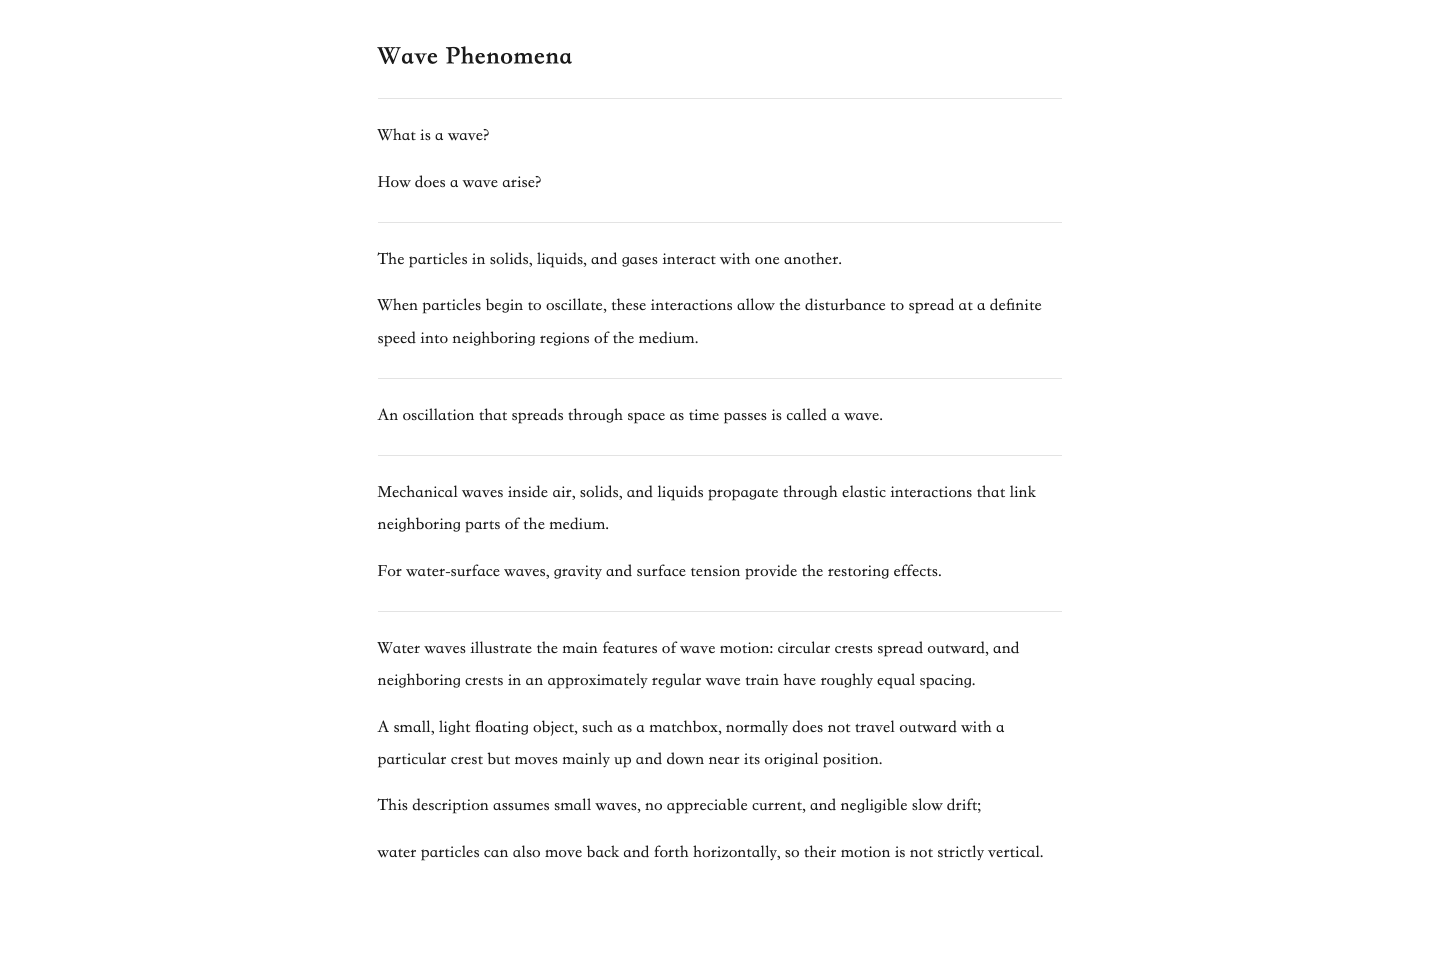 Wave Phenomena
What is a wave?
How does a wave arise?
The particles in solids, liquids, and gases interact with one another.
When particles begin to oscillate, these interactions allow the disturbance to spread at a definite
speed into neighboring regions of the medium.
An oscillation that spreads through space as time passes is called a wave.
Mechanical waves inside air, solids, and liquids propagate through elastic interactions that link
neighboring parts of the medium.
For water-surface waves, gravity and surface tension provide the restoring effects.
Water waves illustrate the main features of wave motion: circular crests spread outward, and
neighboring crests in an approximately regular wave train have roughly equal spacing.
A small, light floating object, such as a matchbox, normally does not travel outward with a
particular crest but moves mainly up and down near its original position.
This description assumes small waves, no appreciable current, and negligible slow drift;
water particles can also move back and forth horizontally, so their motion is not strictly vertical.